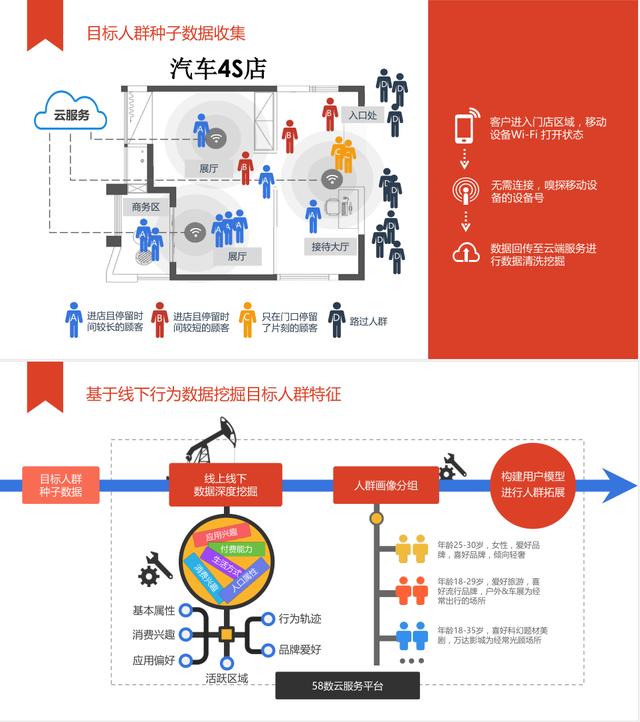 目标人群种子数据收集
汽车4S店
云服务
入口处
展厅
商务区
展厅
接待大厅
A
B
B
A
C
D
D
D
A
A
A
A
A
A
A
D
D
D
D
D
A
进店且停留时
间较长的顾客
B
进店且停留时
间较短的顾客
C
只在门口停留
了片刻的顾客
D
路过人群
客户进入门店区域，移动
设备Wi-Fi 打开状态
无需连接，嗅探移动设
备的设备号
数据回传至云端服务进
行数据清洗挖掘
基于线下行为数据挖掘目标人群特征
目标人群
种子数据
线上线下
数据深度挖掘
人群画像分组
构建用户模型
进行人群拓展
应用兴趣
付费能力
生活方式
消费兴趣
人口属性
基本属性
消费兴趣
应用偏好
活跃区域
行为轨迹
品牌爱好
年龄25-30岁，女性，爱好品
牌，喜好品牌，倾向轻奢
年龄18-29岁，爱好旅游，喜
好流行品牌，户外&车展为经
常出行的场所
年龄18-35岁，喜好科幻题材美
剧，万达影城为经常光顾场所
58数云服务平台